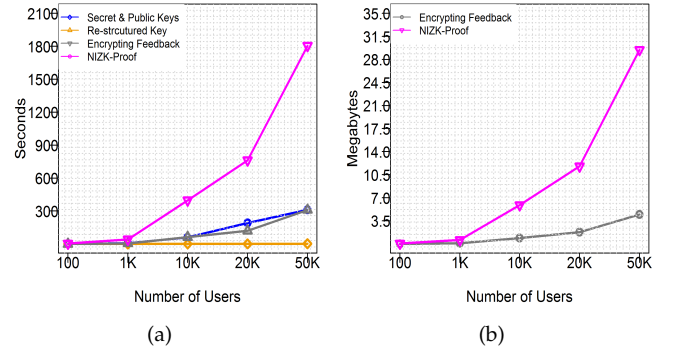 2100
1800
1500
1200
900
600
300
Seconds
Secret & Public Keys
Re-strcutured Key
Encrypting Feedback
NIZK-Proof
100 1K 10K 20K 50K
Number of Users
(a)
35.0
31.5
28.0
24.5
21.0
17.5
14.0
10.5
7.0
3.5
Megabytes
Encrypting Feedback
NIZK-Proof
100 1K 10K 20K 50K
Number of Users
(b)